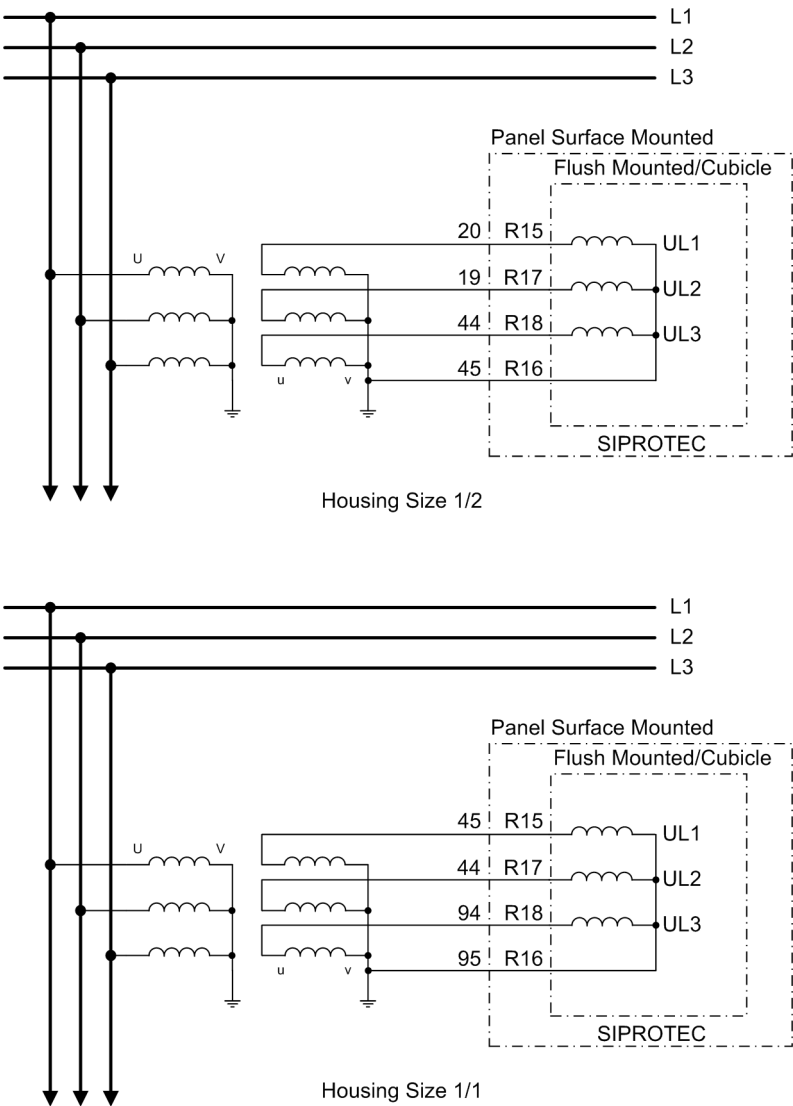 L1
L2
L3
Panel Surface Mounted
Flush Mounted/Cubicle
20 R15 UL1
U V
19 R17 UL2
44 R18 UL3
45 R16
u v
SIPROTEC
Housing Size 1/2
L1
L2
L3
Panel Surface Mounted
Flush Mounted/Cubicle
45 R15 UL1
U V
44 R17 UL2
94 R18 UL3
95 R16
u v
SIPROTEC
Housing Size 1/1